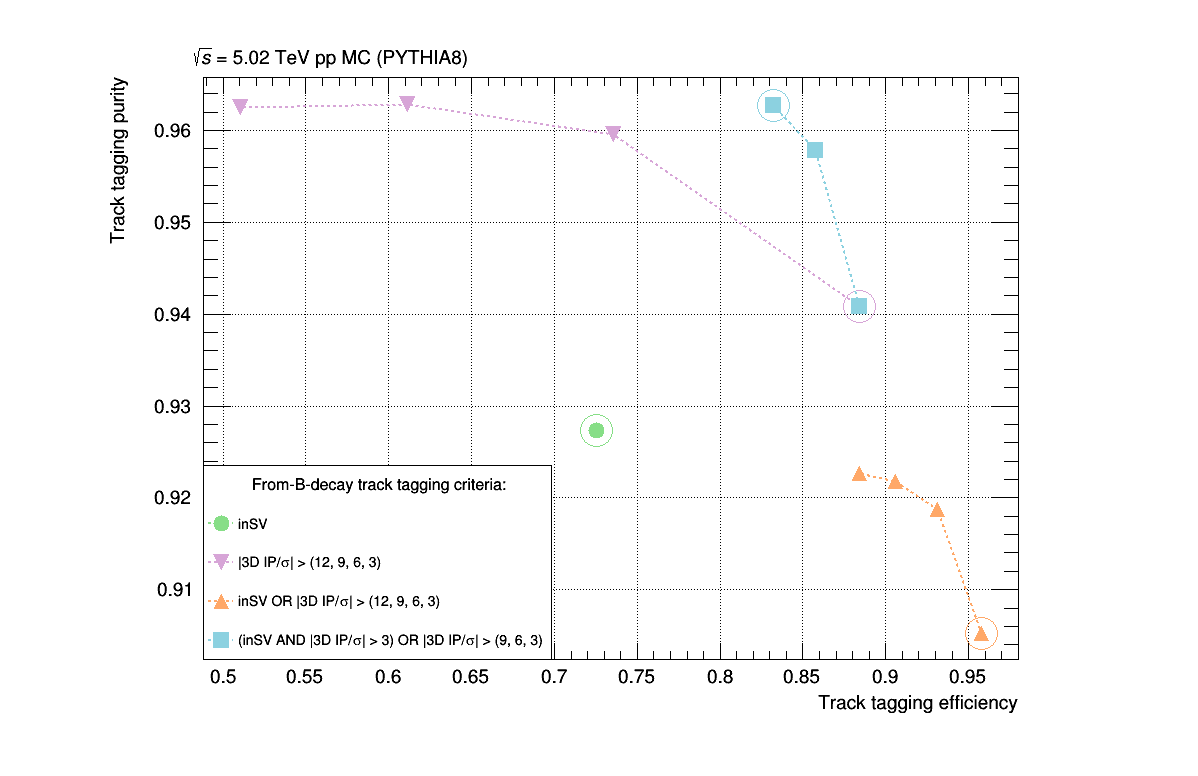 √s = 5.02 TeV pp MC (PYTHIA8)
Track tagging purity
0.96
0.95
0.94
0.93
0.92
0.91
From-B-decay track tagging criteria:
inSV
|3D IP/σ| > (12, 9, 6, 3)
inSV OR |3D IP/σ| > (12, 9, 6, 3)
(inSV AND |3D IP/σ| > 3) OR |3D IP/σ| > (9, 6, 3)
0.5 0.55 0.6 0.65 0.7 0.75 0.8 0.85 0.9 0.95
Track tagging efficiency